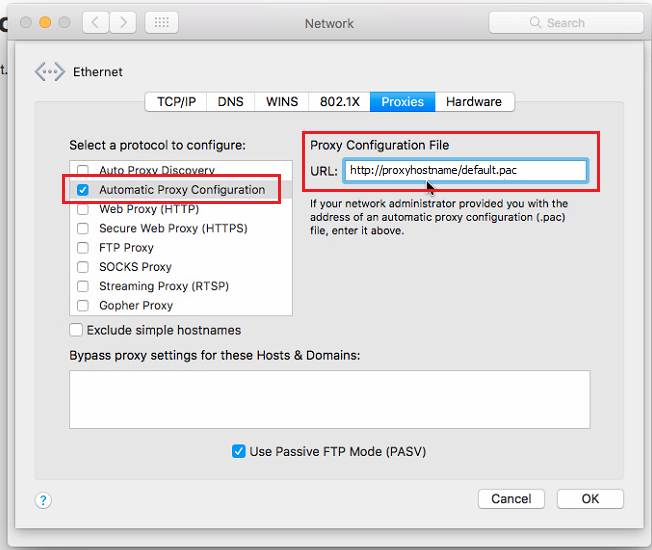 Network
Search
t.
Ethernet
TCP/IP DNS WINS 802.1X Proxies Hardware
Select a protocol to configure:
Auto Proxy Discovery
Automatic Proxy Configuration
Web Proxy (HTTP)
Secure Web Proxy (HTTPS)
FTP Proxy
SOCKS Proxy
Streaming Proxy (RTSP)
Gopher Proxy
Exclude simple hostnames
Proxy Configuration File
URL: http://proxyhostname/default.pac
If your network administrator provided you with the
address of an automatic proxy configuration (.pac)
file, enter it above.
Bypass proxy settings for these Hosts & Domains:
Use Passive FTP Mode (PASV)
?
Cancel OK